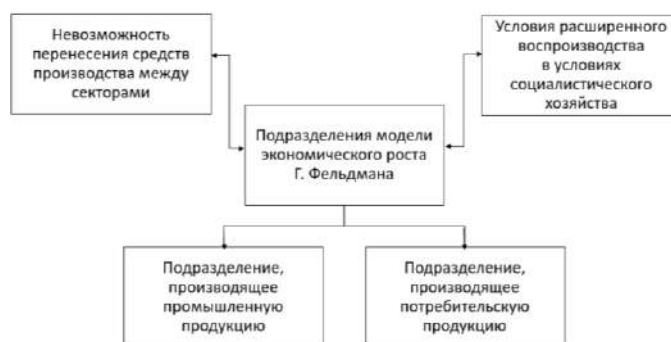 Невозможность
перенесения средств
производства между
секторами
Условия расширенного
воспроизводства
в условиях
социалистического
хозяйства
Подразделения модели
экономического роста
Г. Фельдмана
Подразделение,
производящее
промышленную
продукцию
Подразделение,
производящее
потребительскую
продукцию